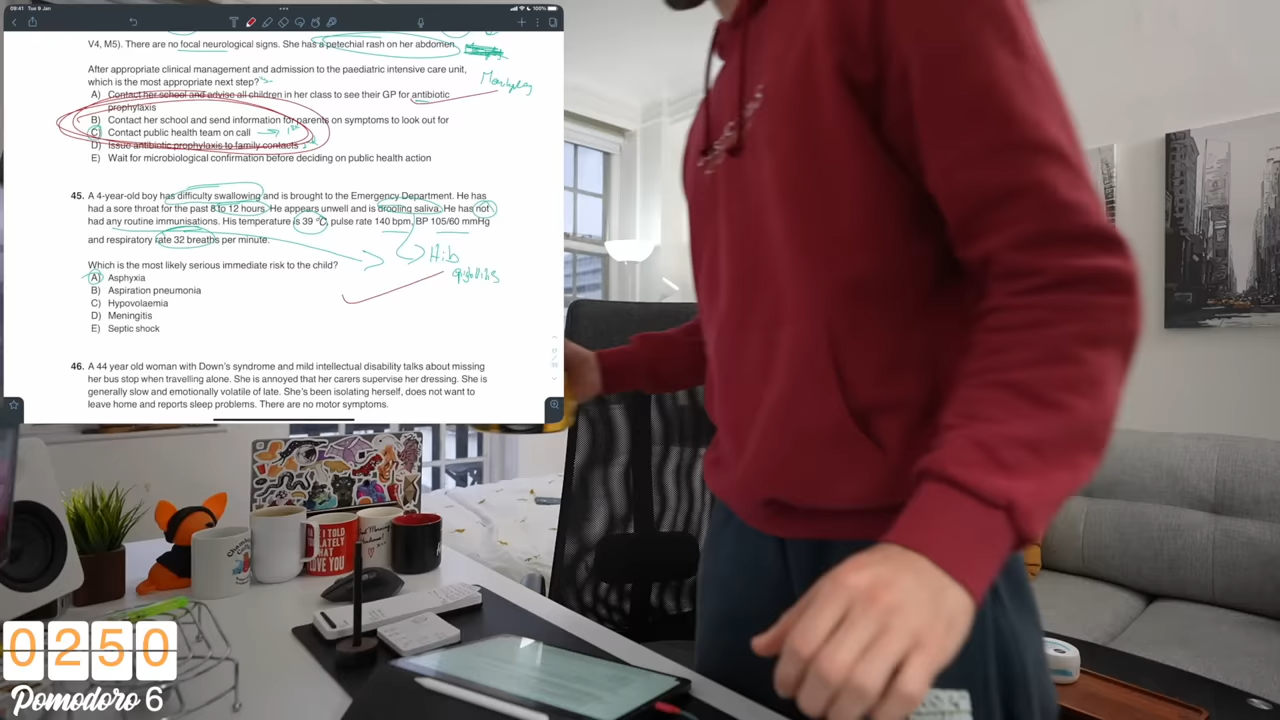 09:41 Tue 9 Jan
100%
V4, M5). There are no focal neurological signs. She has a petechial rash on her abdomen.
After appropriate clinical management and admission to the paediatric intensive care unit,
which is the most appropriate next step?
A) Contact her school and advise all children in her class to see their GP for antibiotic
prophylaxis
B) Contact her school and send information for parents on symptoms to look out for
C) Contact public health team on call
D) Issue antibiotic prophylaxis to family contacts
E) Wait for microbiological confirmation before deciding on public health action
45. A 4-year-old boy has difficulty swallowing and is brought to the Emergency Department. He has
had a sore throat for the past 8 to 12 hours. He appears unwell and is drooling saliva. He has not
had any routine immunisations. His temperature is 39 °C, pulse rate 140 bpm, BP 105/60 mmHg
and respiratory rate 32 breaths per minute.
Hib
Which is the most likely serious immediate risk to the child?
A) Asphyxia
B) Aspiration pneumonia
C) Hypovolaemia
D) Meningitis
E) Septic shock
46. A 44 year old woman with Down's syndrome and mild intellectual disability talks about missing
her bus stop when travelling alone. She is annoyed that her carers supervise her dressing. She is
generally slow and emotionally volatile of late. She's been isolating herself, does not want to
leave home and reports sleep problems. There are no motor symptoms.
I TOLD
LATELY
THAT
LOVE YOU
0250
Pomodoro 6